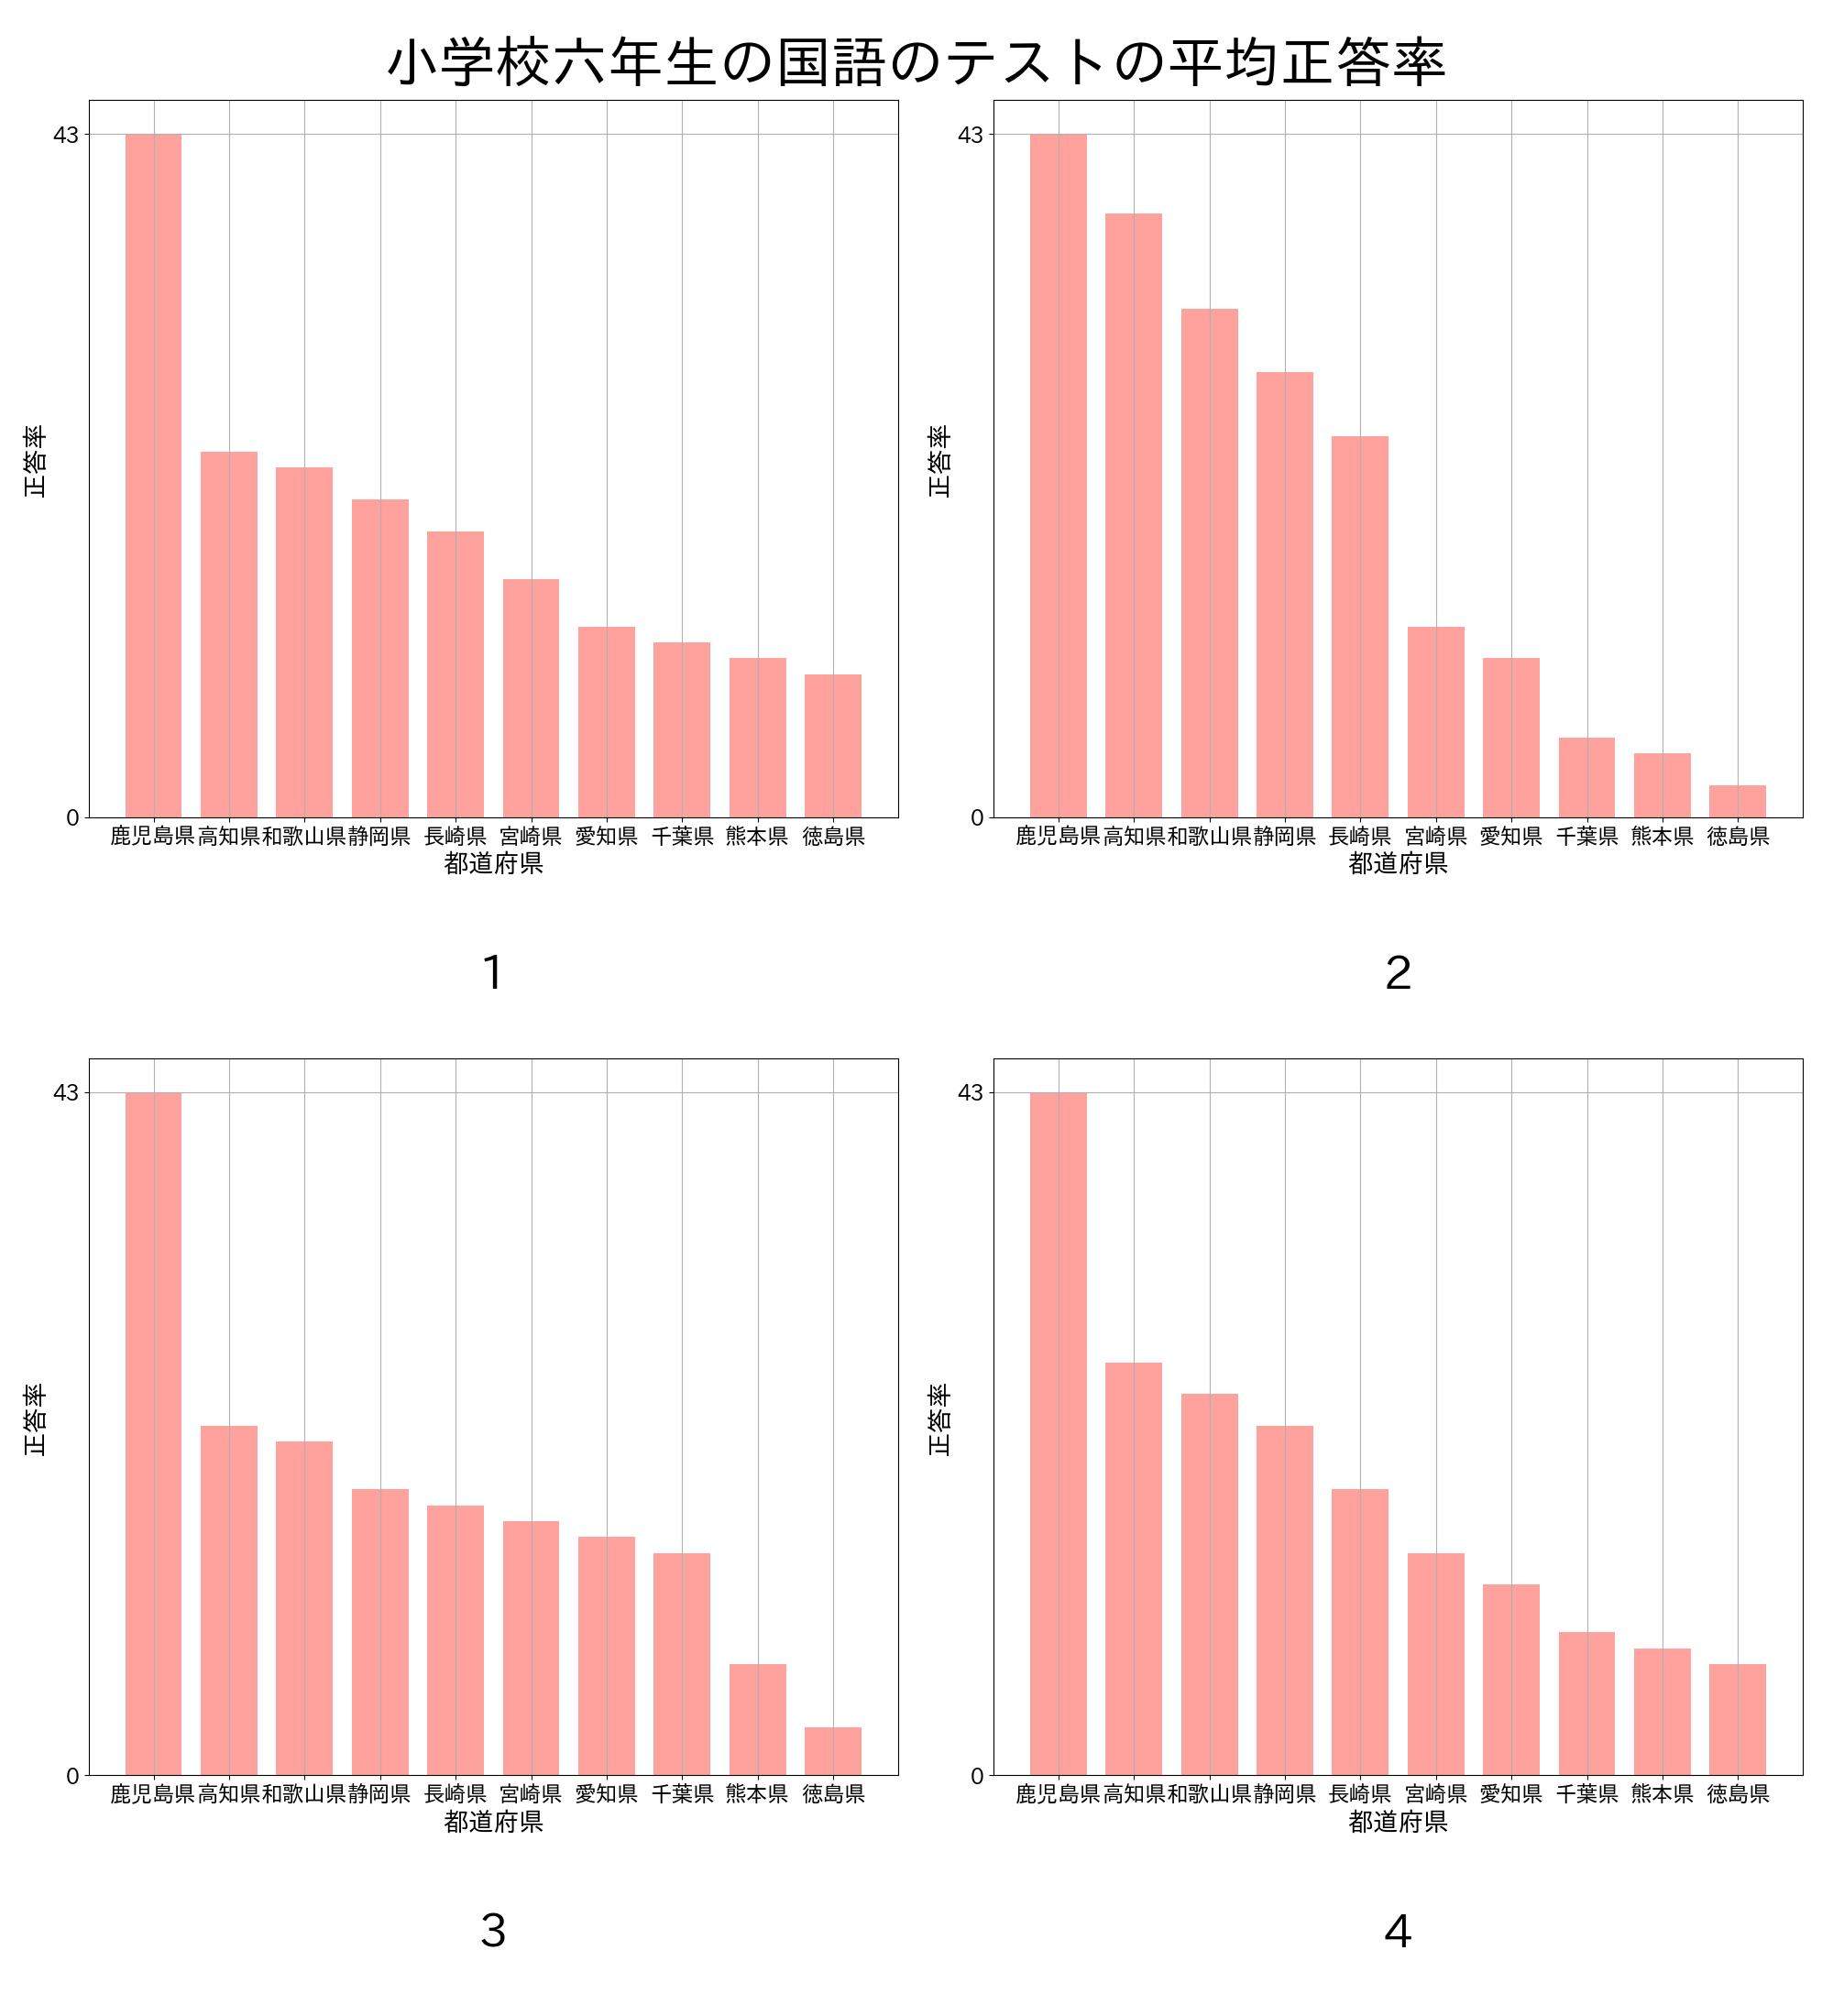 小学校六年生の国語のテストの平均正答率
43
正答率
0
鹿児島県 高知県 和歌山県 静岡県 長崎県 宮崎県 愛知県 千葉県 熊本県 徳島県
都道府県
1
43
正答率
0
鹿児島県 高知県 和歌山県 静岡県 長崎県 宮崎県 愛知県 千葉県 熊本県 徳島県
都道府県
2
43
正答率
0
鹿児島県 高知県 和歌山県 静岡県 長崎県 宮崎県 愛知県 千葉県 熊本県 徳島県
都道府県
3
43
正答率
0
鹿児島県 高知県 和歌山県 静岡県 長崎県 宮崎県 愛知県 千葉県 熊本県 徳島県
都道府県
4